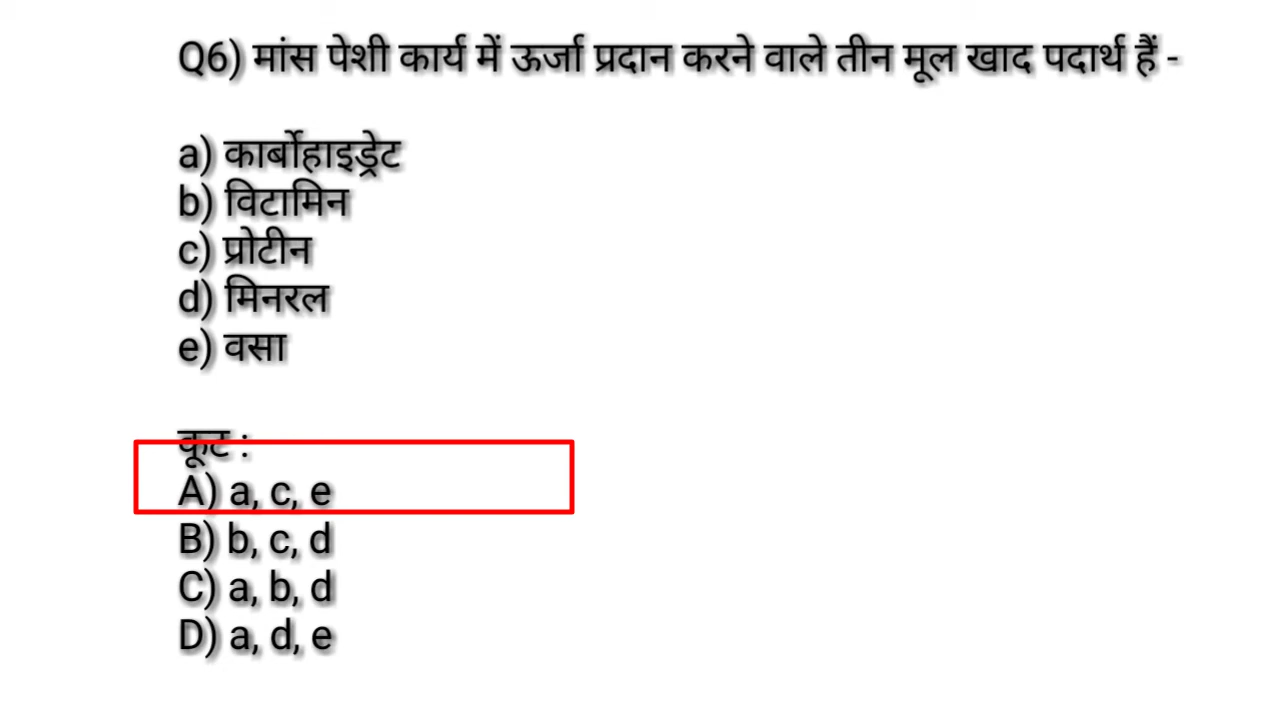 Q6) मांस पेशी कार्य में ऊर्जा प्रदान करने वाले तीन मूल खाद पदार्थ हैं -
a) कार्बोहाइड्रेट
b) विटामिन
c) प्रोटीन
d) मिनरल
e) वसा
कूट :
A) a, c, e
B) b, c, d
C) a, b, d
D) a, d, e